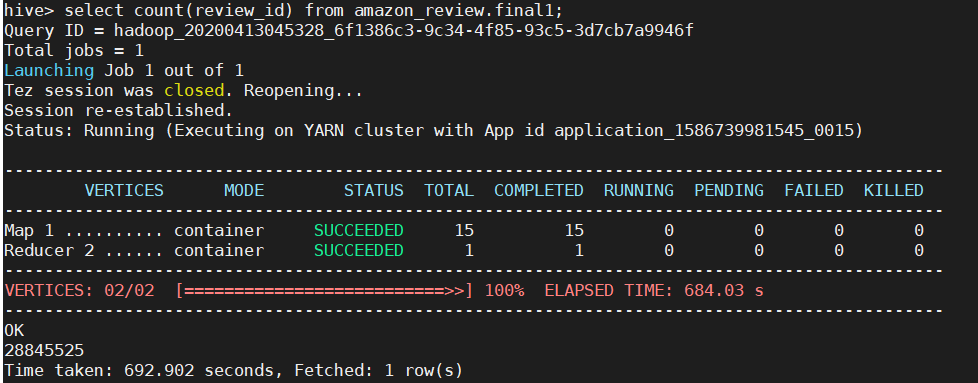 hive> select count(review_id) from amazon_review.final1;
Query ID = hadoop_20200413045328_6f1386c3-9c34-4f85-93c5-3d7cb7a9946f
Total jobs = 1
Launching Job 1 out of 1
Tez session was closed. Reopening...
Session re-established.
Status: Running (Executing on YARN cluster with App id application_1586739981545_0015)
----------------------------------------------------------------------------------------------
        VERTICES      MODE        STATUS  TOTAL  COMPLETED  RUNNING  PENDING  FAILED  KILLED
----------------------------------------------------------------------------------------------
Map 1 .......... container     SUCCEEDED     15         15        0        0       0       0
Reducer 2 ...... container     SUCCEEDED      1          1        0        0       0       0
----------------------------------------------------------------------------------------------
VERTICES: 02/02  [==========================>>] 100%  ELAPSED TIME: 684.03 s
----------------------------------------------------------------------------------------------
OK
28845525
Time taken: 692.902 seconds, Fetched: 1 row(s)